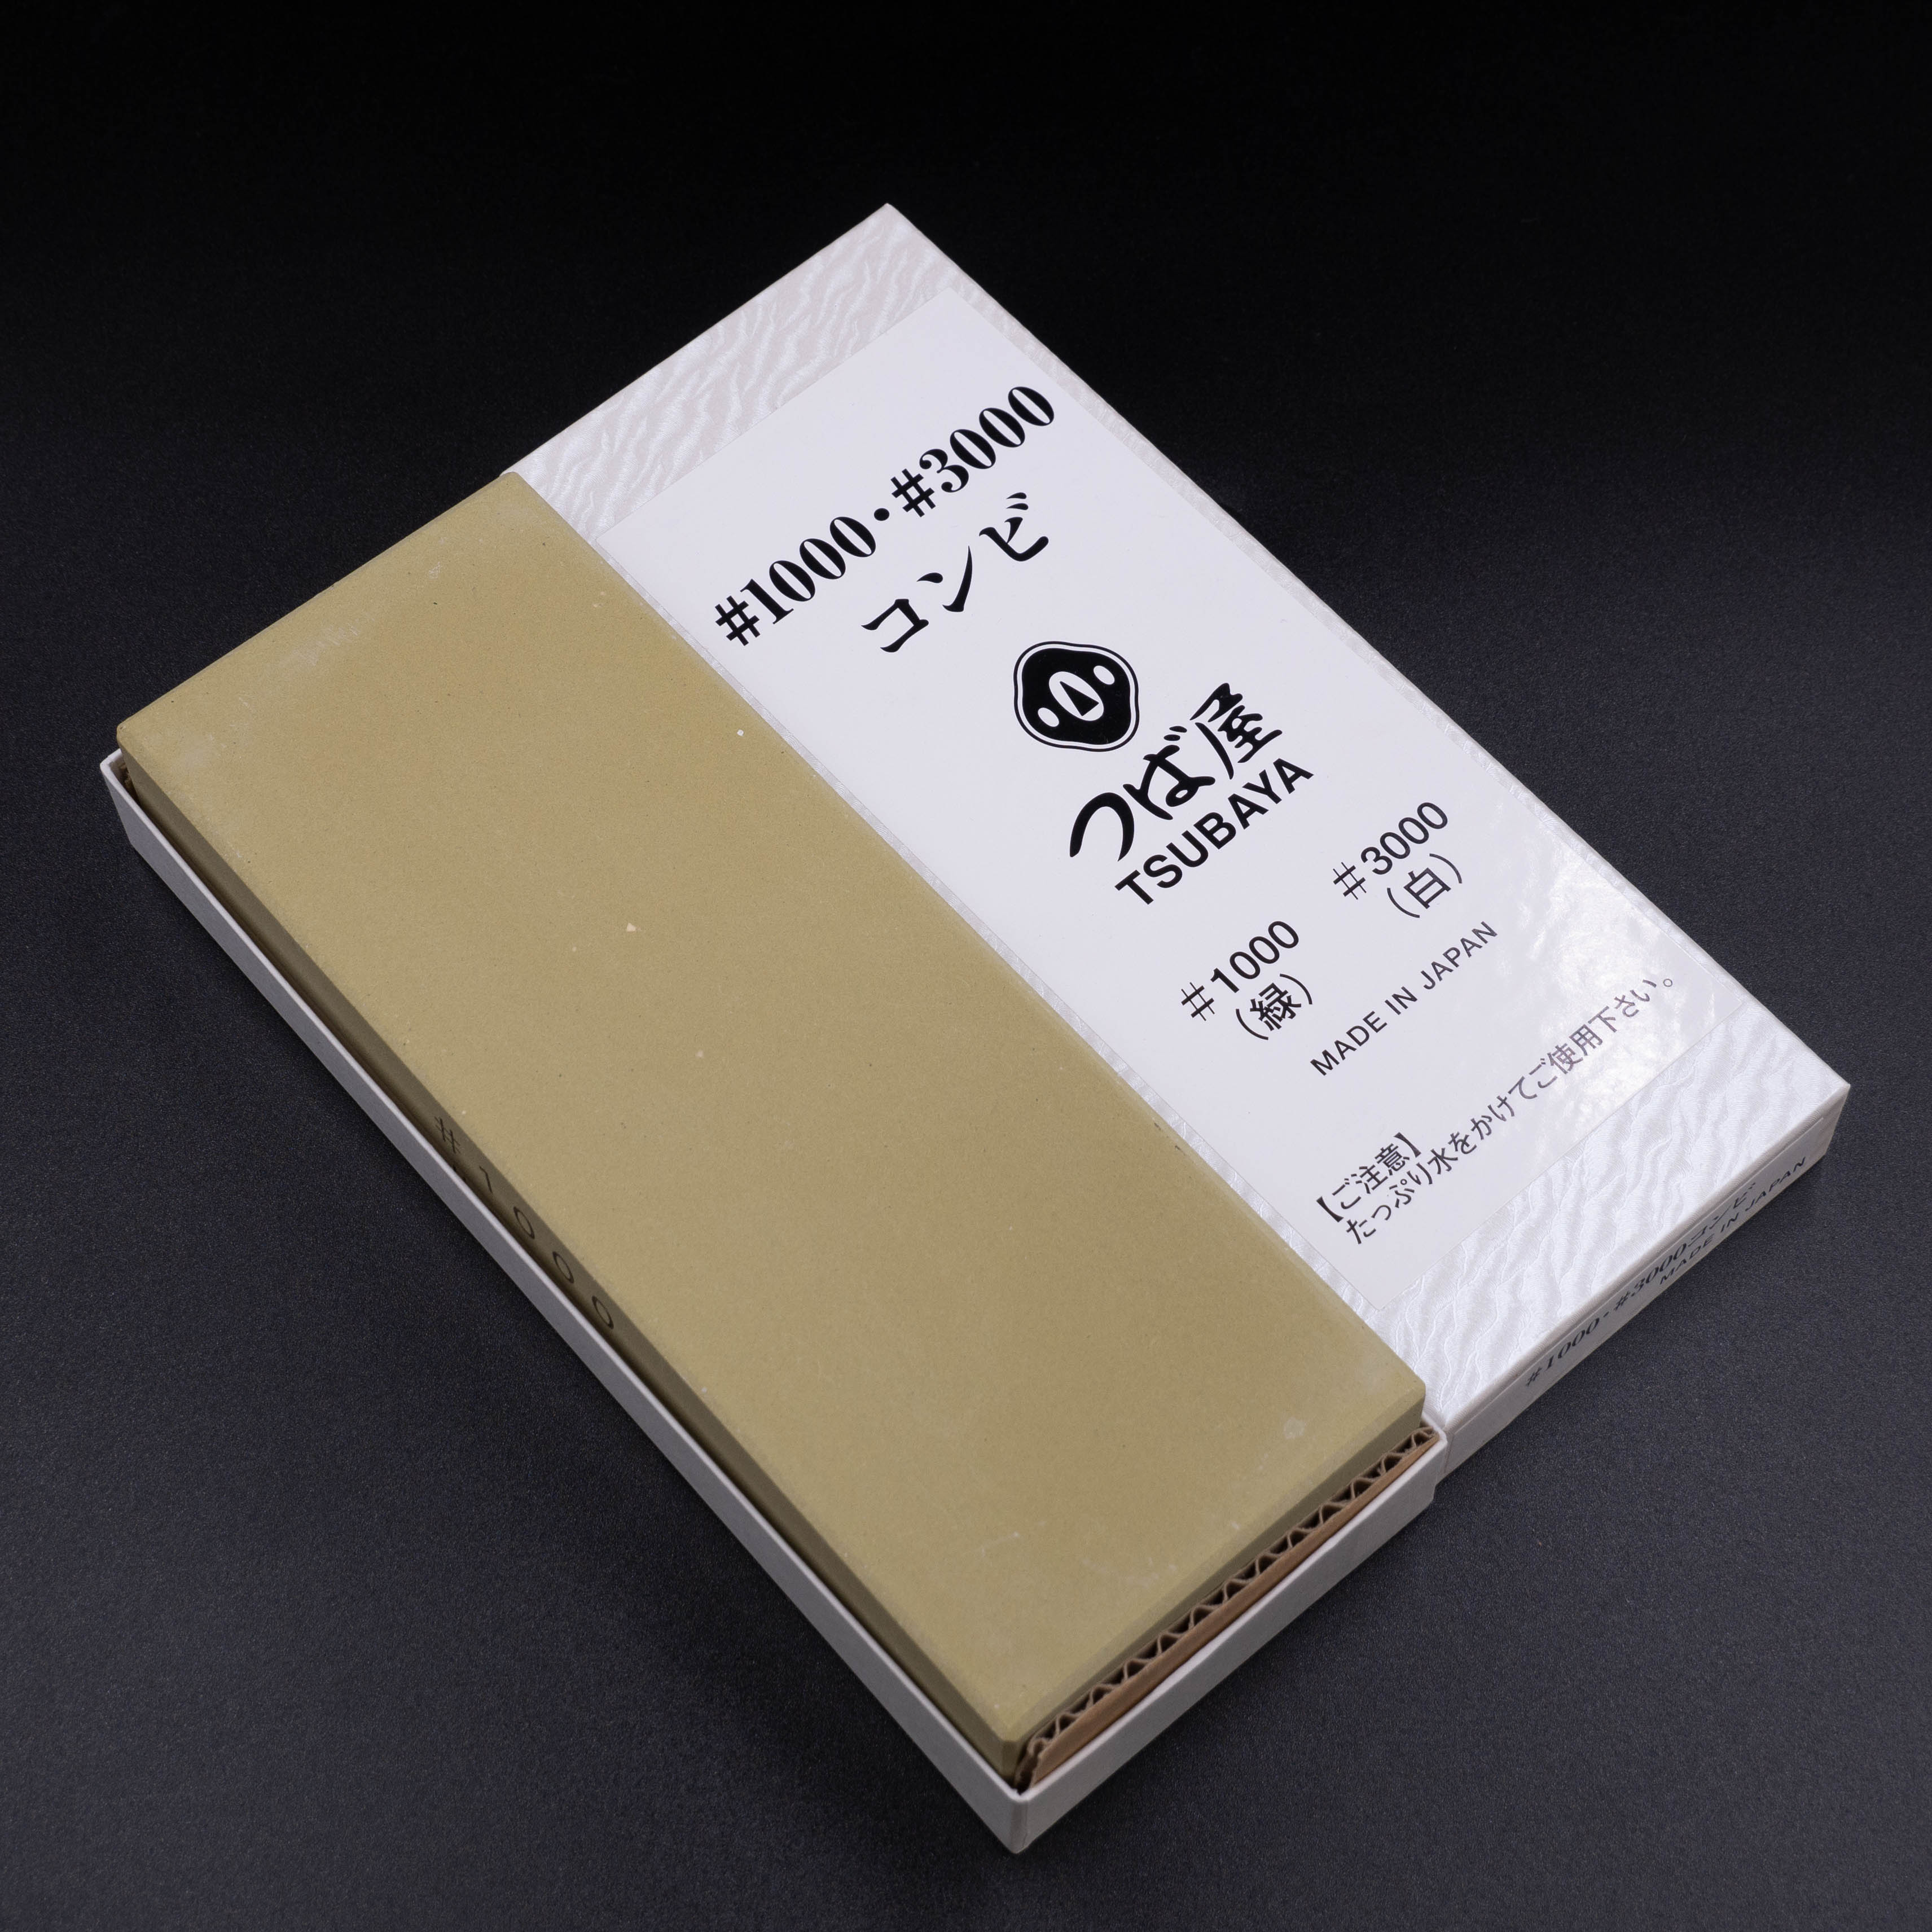 #1000・#3000
コンビ
つば屋
TSUBAYA
#1000
(緑)
#3000
(白)
MADE IN JAPAN
【ご注意】
たっぷり水をかけてご使用下さい。
#1000
#1000・#3000コンビ
MADE IN JAPAN